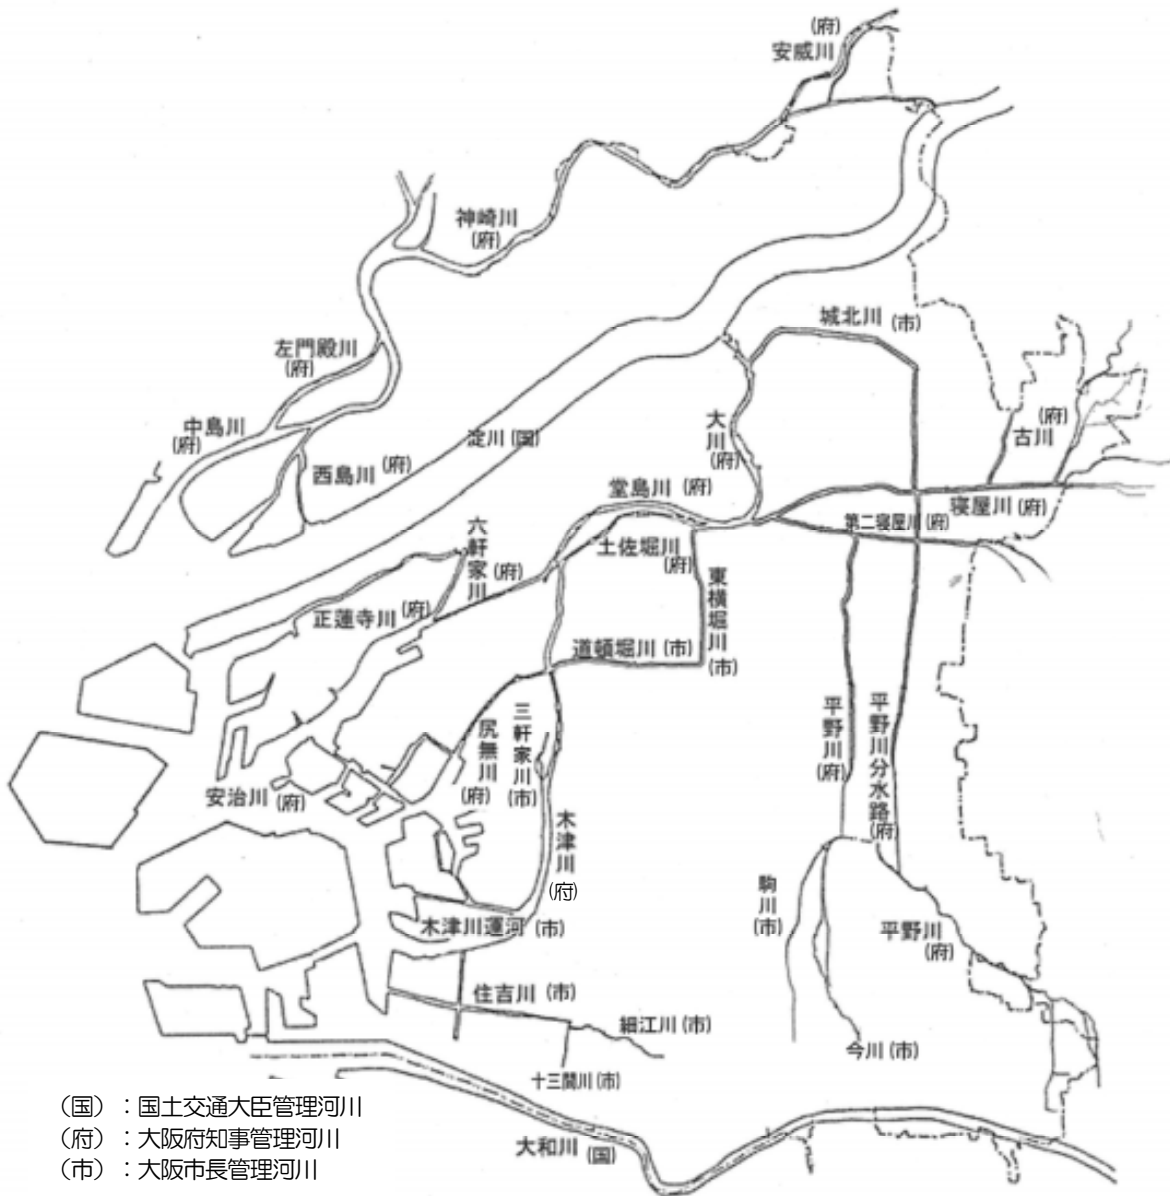 (府)
安威川
神崎川
(府)
城北川 (市)
左門殿川
(府)
中島川
(府)
大川
(府)
(府)
古川
淀川 (国)
西島川 (府)
堂島川 (府)
寝屋川 (府)
第二寝屋川 (府)
六軒家川 (府)
土佐堀川
(府)
東横堀川
(市)
正蓮寺川 (府)
道頓堀川 (市)
尻無川
(府)
三軒家川
(市)
平野川
(府)
平野川分水路
(府)
安治川 (府)
木津川
(府)
駒川
(市)
木津川運河 (市)
平野川
(府)
住吉川 (市)
細江川 (市)
今川 (市)
十三間川 (市)
大和川
(国)
(国) : 国土交通大臣管理河川
(府) : 大阪府知事管理河川
(市) : 大阪市長管理河川